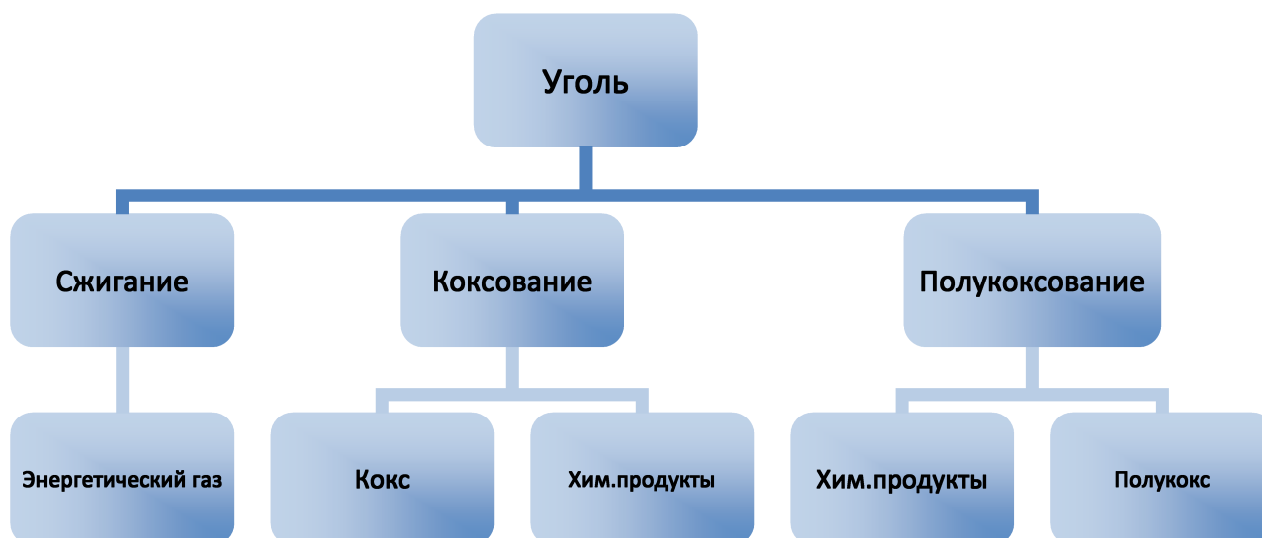 Уголь
Сжигание
Коксование
Полукоксование
Энергетический газ
Кокс
Хим.продукты
Хим.продукты
Полукокс